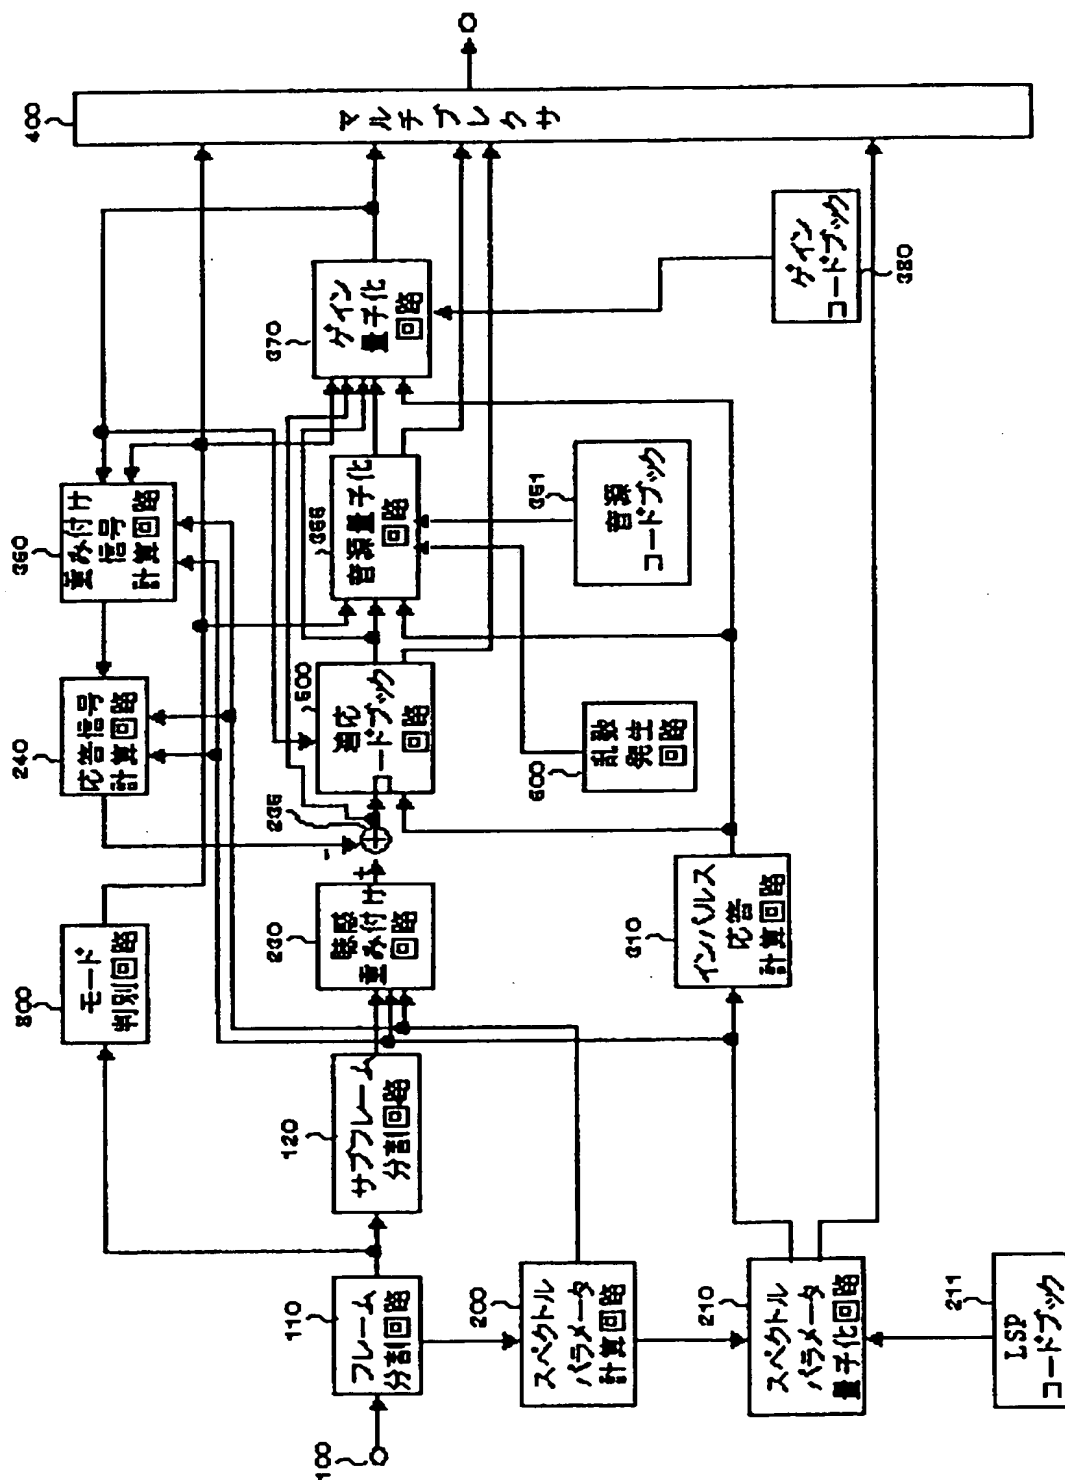 100
110
フレーム
分割回路
120
サブフレーム
分割回路
800
モード
判別回路
200
スペクトル
パラメータ
計算回路
210
スペクトル
パラメータ
量子化回路
211
LSP
コードブック
230
聴感
重み付け
回路
+
-
235
240
応答信号
計算回路
360
重み付け
信号
計算回路
500
適応
コードブック
回路
310
インパルス
応答
計算回路
600
乱数
発生
回路
音源量子化
回路
351
音源
コードブック
370
ゲイン
量子化
回路
380
ゲイン
コードブック
400
マルチプレクサ